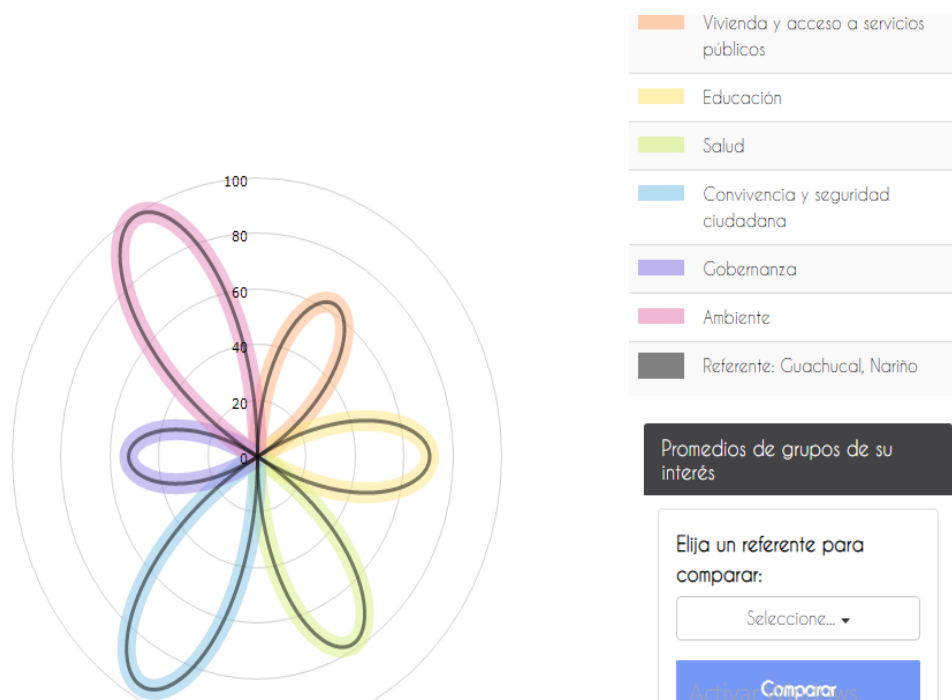 Vivienda y acceso a servicios
públicos
Educación
Salud
Convivencia y seguridad
ciudadana
Gobernanza
Ambiente
Referente: Guachucal, Nariño
100
80
60
40
20
0
Promedios de grupos de su
interés
Elija un referente para
comparar:
Seleccione...
Comparar
Activar